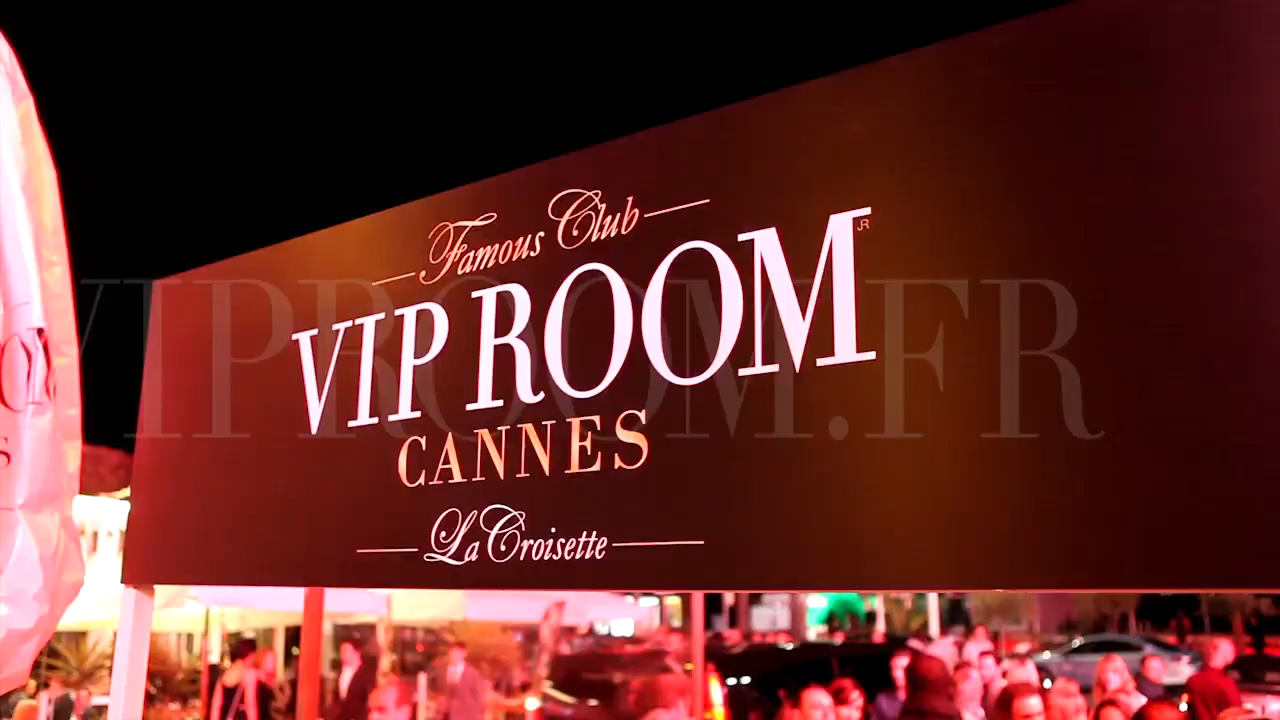 Famous Club
VIP ROOM JR
CANNES
La Croisette
VIPROOM.FR